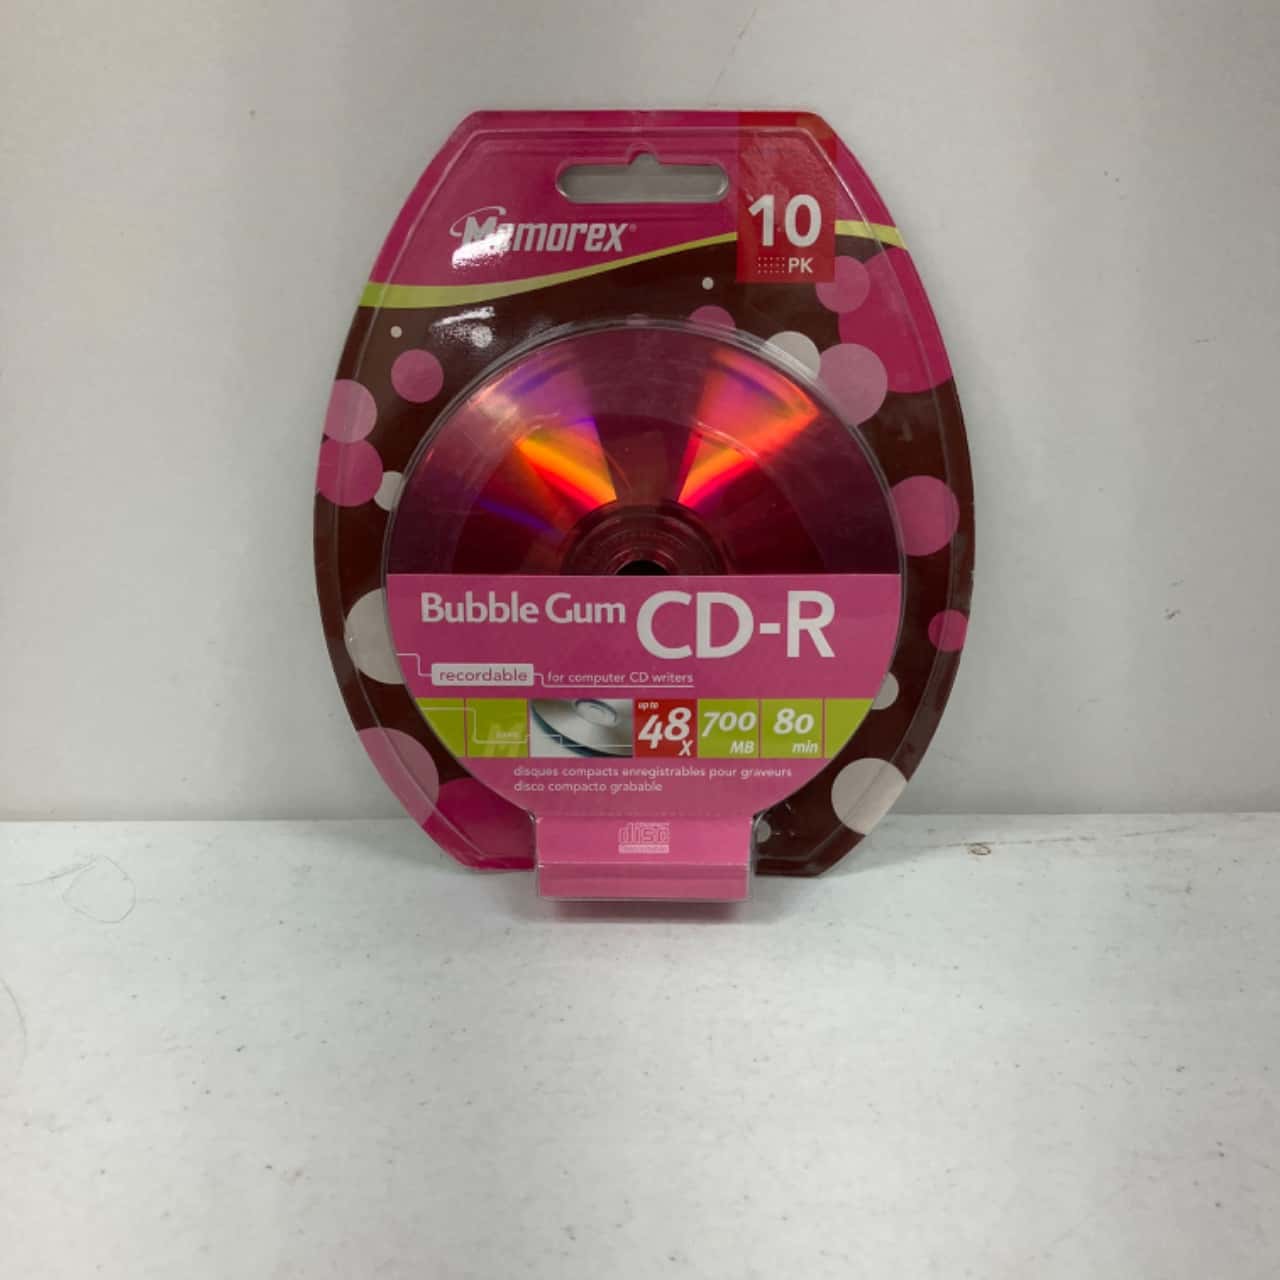 Memorex®
10
PK
Bubble Gum CD-R
recordable for computer CD writers
up to
48X
700
MB
80
min
disques compacts enregistrables pour graveurs
disco compacto grabable
disc